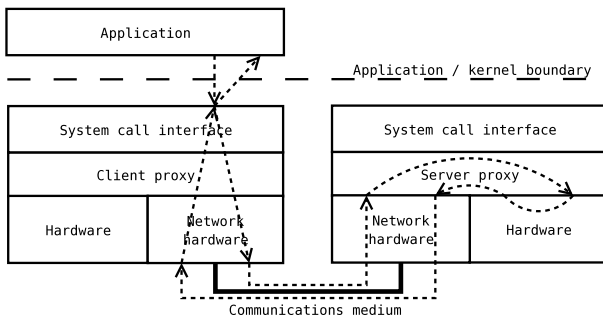 Application
Application / kernel boundary
System call interface
System call interface
Client proxy
Server proxy
Hardware
Network
hardware
Network
hardware
Hardware
Communications medium